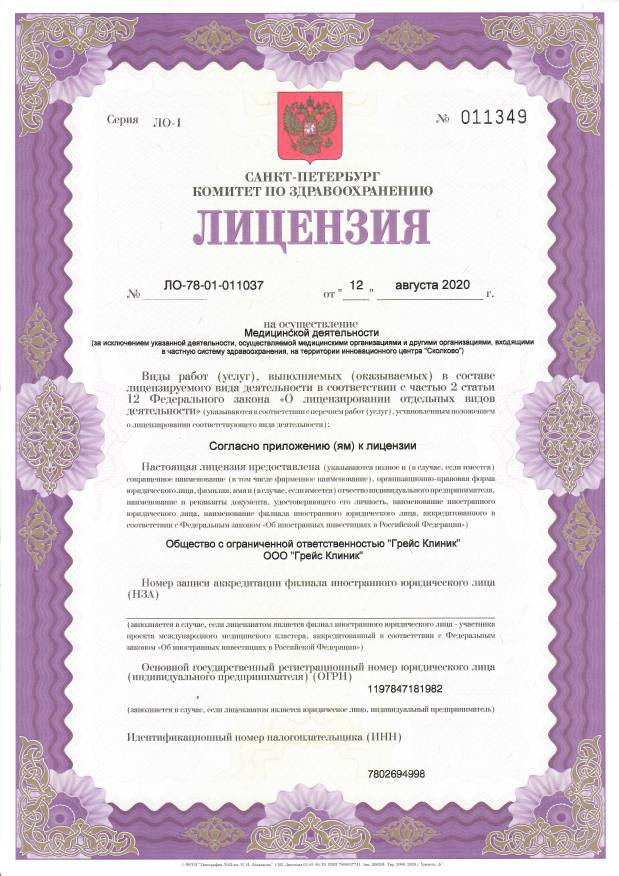 Серия ЛО-1 № 011349
САНКТ-ПЕТЕРБУРГ
КОМИТЕТ ПО ЗДРАВООХРАНЕНИЮ
ЛИЦЕНЗИЯ
№ ЛО-78-01-011037 от " 12 " августа 2020 г.
на осуществление
Медицинской деятельности
(за исключением указанной деятельности, осуществляемой медицинскими организациями и другими организациями, входящими
в частную систему здравоохранения, на территории инновационного центра "Сколково")
Виды работ (услуг), выполняемых (оказываемых) в составе
лицензируемого вида деятельности в соответствии с частью 2 статьи
12 Федерального закона «О лицензировании отдельных видов
деятельности» (указываются в соответствии с перечнем работ (услуг), установленным положением
о лицензировании соответствующего вида деятельности):
Согласно приложению (ям) к лицензии
Настоящая лицензия предоставлена (указываются полное и (в случае, если имеется)
сокращенное наименование (в том числе фирменное наименование), организационно-правовая форма
юридического лица, фамилия, имя и (в случае, если имеется) отчество индивидуального предпринимателя,
наименование и реквизиты документа, удостоверяющего его личность, наименование иностранного
юридического лица, наименование филиала иностранного юридического лица, аккредитованного в
соответствии с Федеральным законом «Об иностранных инвестициях в Российской Федерации»)
Общество с ограниченной ответственностью "Грейс Клиник"
ООО "Грейс Клиник"
Номер записи аккредитации филиала иностранного юридического лица
(НЗА)
(заполняется в случае, если лицензиатом является филиал иностранного юридического лица - участника
проекта международного медицинского кластера, аккредитованный в соответствии с Федеральным
законом «Об иностранных инвестициях в Российской Федерации»)
Основной государственный регистрационный номер юридического лица
(индивидуального предпринимателя) (ОГРН)
1197847181982
(заполняется в случае, если лицензиатом является юридическое лицо, индивидуальный предприниматель)
Идентификационный номер налогоплательщика (ИНН)
7802694998